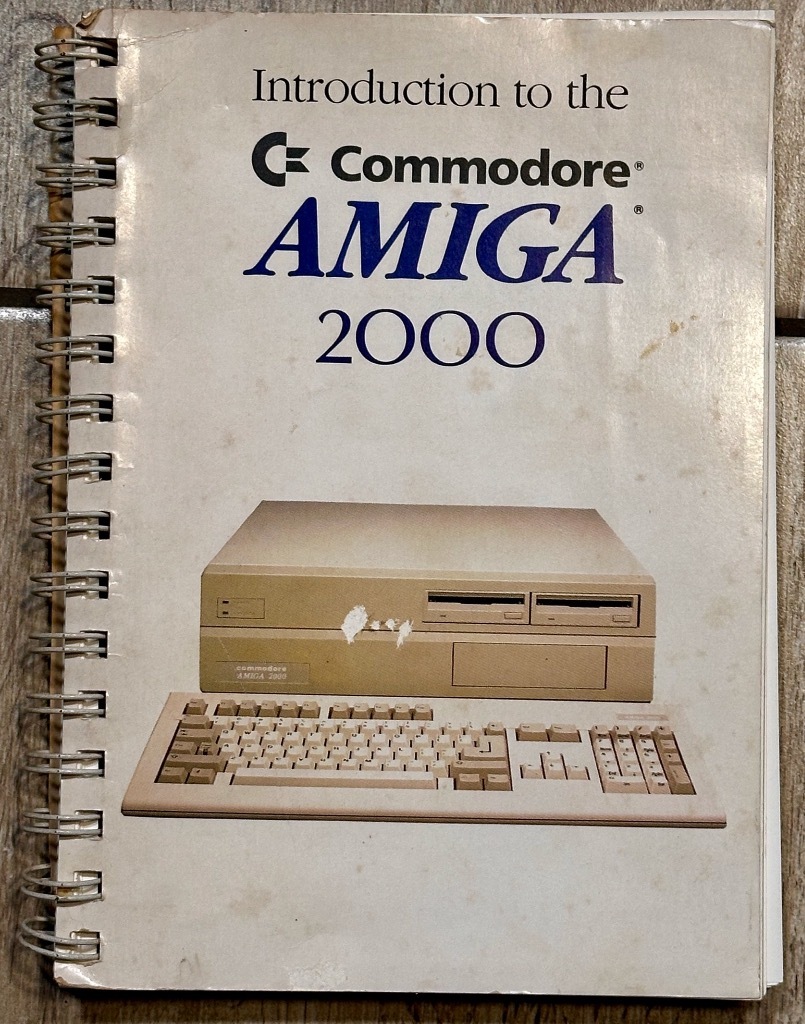 Introduction to the
Commodore®
AMIGA®
2000
commodore
AMIGA 2000